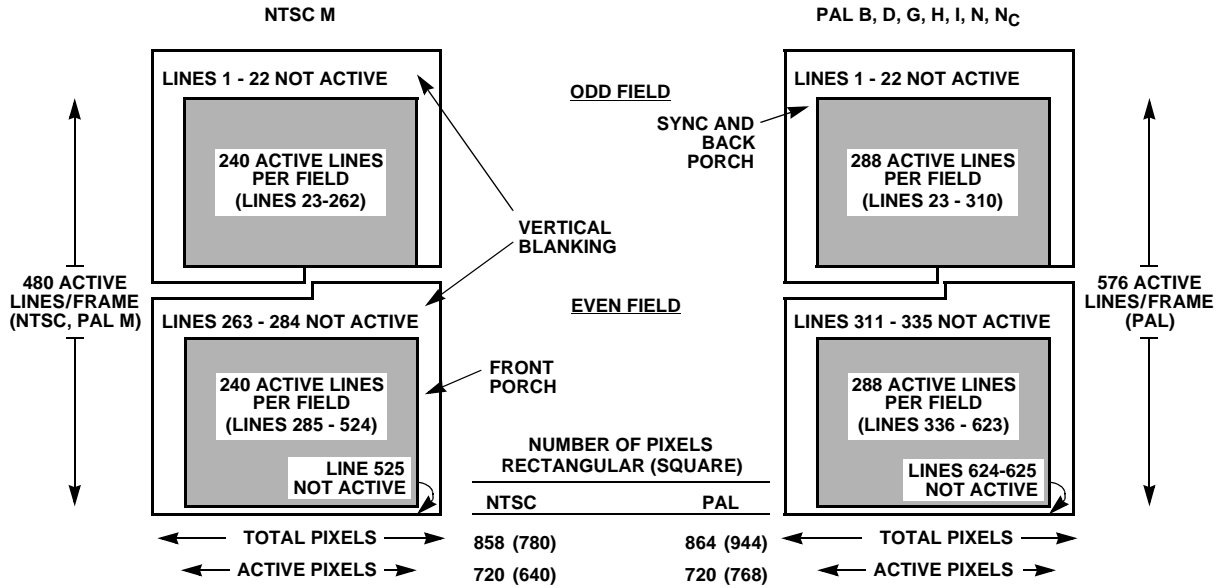 NTSC M
PAL B, D, G, H, I, N, NC
LINES 1 - 22 NOT ACTIVE
240 ACTIVE LINES
PER FIELD
(LINES 23-262)
ODD FIELD
SYNC AND
BACK
PORCH
LINES 1 - 22 NOT ACTIVE
288 ACTIVE LINES
PER FIELD
(LINES 23 - 310)
VERTICAL
BLANKING
480 ACTIVE
LINES/FRAME
(NTSC, PAL M)
576 ACTIVE
LINES/FRAME
(PAL)
EVEN FIELD
LINES 263 - 284 NOT ACTIVE
240 ACTIVE LINES
PER FIELD
(LINES 285 - 524)
LINE 525
NOT ACTIVE
FRONT
PORCH
LINES 311 - 335 NOT ACTIVE
288 ACTIVE LINES
PER FIELD
(LINES 336 - 623)
LINES 624-625
NOT ACTIVE
NUMBER OF PIXELS
RECTANGULAR (SQUARE)
NTSC PAL
TOTAL PIXELS 858 (780) 864 (944) TOTAL PIXELS
ACTIVE PIXELS 720 (640) 720 (768) ACTIVE PIXELS